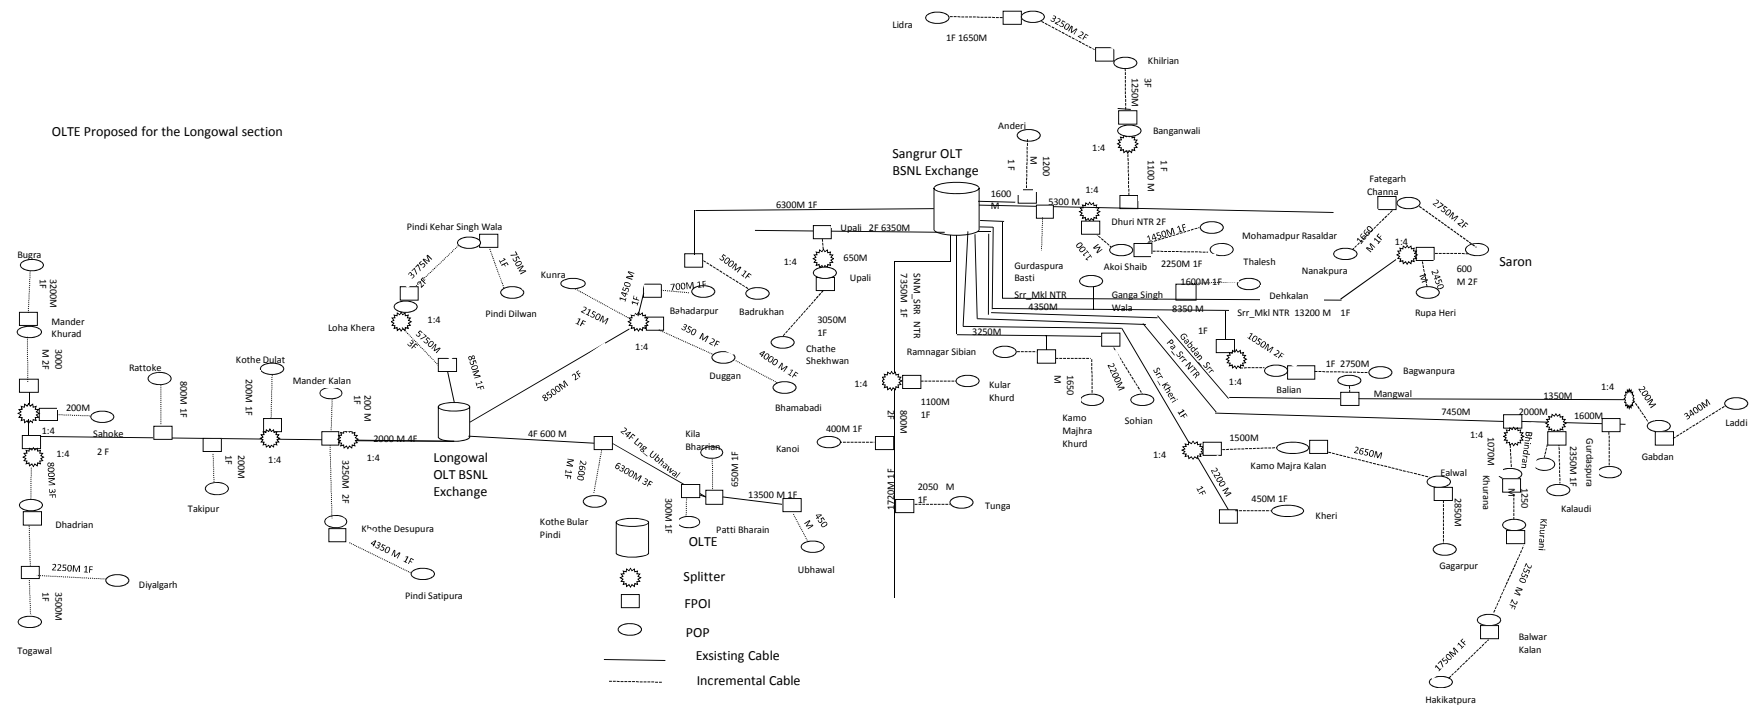 Lidra
1F 1650M
3250M 2F
Khilrian
3F
1250M
OLTE Proposed for the Longowal section
Anderi
Banganwali
1:4
Sangrur OLT
BSNL Exchange
1200
M
1F
1F
1100 M
1600
M
1:4
5300 M
Fategarh
Channa
2750M 2F
6300M 1F
Upali 2F 6350M
Dhuri NTR 2F
1450M 1F
Mohamadpur Rasaldar
1660
M 1F
1:4
Pindi Kehar Singh Wala
Bugra
3775M
2F
750M
1F
Kunra
1450 M
1F
500M 1F
1:4
650M
Upali
1100
M
Akoi Shaib
2250M 1F
Thalesh
Nanakpura
600
M 2F
Saron
Gurdaspura
Basti
3200M
1F
Pindi Dilwan
2150M
1F
700M 1F
Bahadarpur
Badrukhan
SNM_SRR NTR
7350M 1F
Srr_Mkl NTR
4350M
Ganga Singh
Wala
1600M 1F
8350 M
Dehkalan
2450
M
Rupa Heri
Srr_Mkl NTR 13200 M 1F
Mander
Khurad
Loha Khera
1:4
5750M
3F
1:4
350 M 2F
3050M
1F
Chathe
Shekhwan
3250M
Ramnagar Sibian
Gabdan_Srr
Pa_Srr NTR
1F
1050M 2F
3000
M 2F
Rattoke
Kothe Dulat
Mander Kalan
8500M 1F
8500M 2F
Duggan
4000 M 1F
Bhamabadi
1:4
Kular
Khurd
1100M
1F
1650
M
Kamo
Majhra
Khurd
2200M
Sohian
Srr_Kheri 1F
1:4
Balian
1F 2750M
Bagwanpura
Mangwal
1350M
1:4
200M
3400M
Laddi
200M
Sahoke
1:4
2 F
800M 1F
200M 1F
200 M
1F
2000 M 4F
1:4
1:4
1:4
Longowal
OLT BSNL
Exchange
4F 600 M
24F Lng_Ubhawal
Kila
Bharrian
2F
800M
400M 1F
Kanoi
7450M
2000M
1600M
1:4
Gabdan
800M 3F
200M
1F
Takipur
3250M 2F
2600
M 1F
6300M 3F
650M 1F
13500 M 1F
1:4
1500M
Kamo Majra Kalan
2650M
Falwal
1070M
Bhindran
2350M 1F
Gurdaspura
Kalaudi
Dhadrian
Khothe Desupura
Kothe Bular
Pindi
300M 1F
Patti Bharain
450
M
Ubhawal
12700M 1F
2050 M
1F
Tunga
2200 M
1F
450M 1F
Kheri
2850M
Gagarpur
Khurana
1250
M
Khurani
2250M 1F
Diyalgarh
4350 M 1F
Pindi Satipura
OLTE
3500M
1F
Togawal
Splitter
FPOI
POP
Exsisting Cable
Incremental Cable
2550 M 2F
Balwar
Kalan
1750M 1F
Hakikatpura